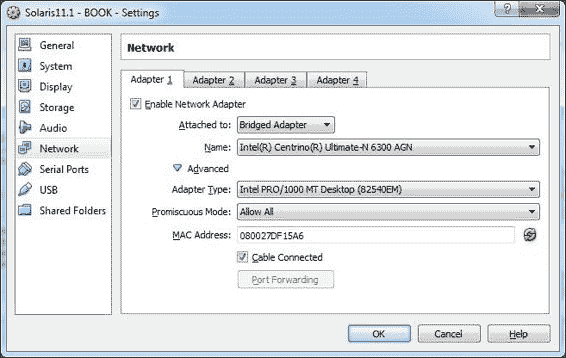 Solaris11.1 - BOOK - Settings
General
System
Display
Storage
Audio
Network
Serial Ports
USB
Shared Folders
Network
Adapter 1 Adapter 2 Adapter 3 Adapter 4
Enable Network Adapter
Attached to: Bridged Adapter
Name: Intel(R) Centrino(R) Ultimate-N 6300 AGN
Advanced
Adapter Type: Intel PRO/1000 MT Desktop (82540EM)
Promiscuous Mode: Allow All
MAC Address: 080027DF15A6
Cable Connected
Port Forwarding
OK Cancel Help